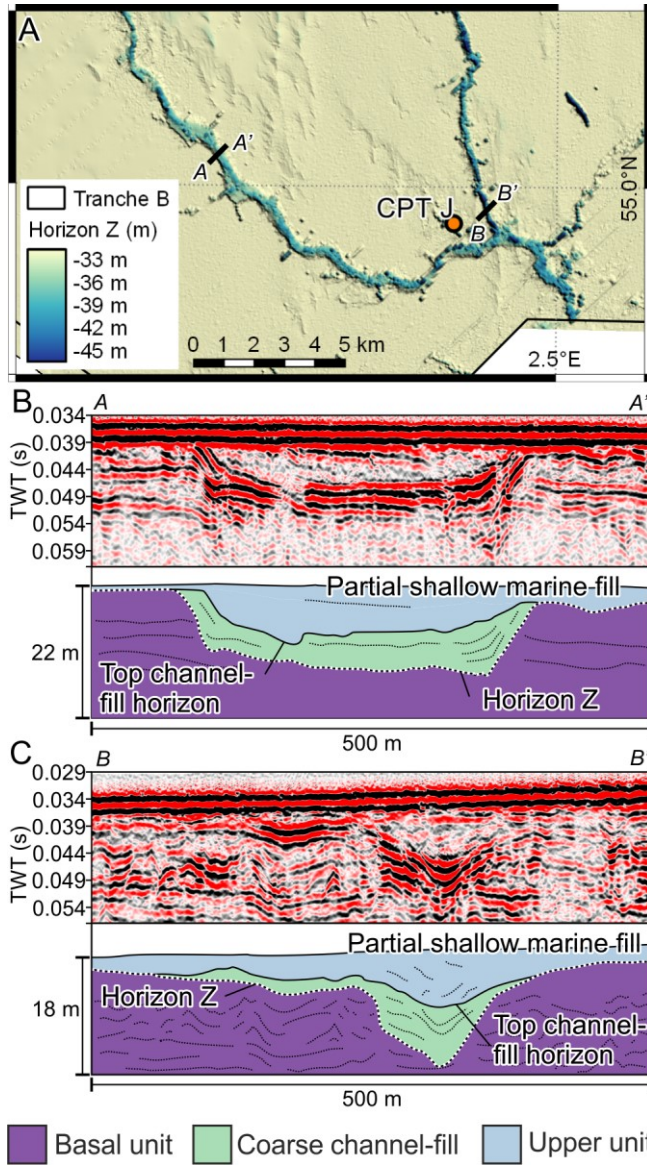 A
A'
A
B'
CPT J
B
55.0°N
Tranche B
Horizon Z (m)
-33 m
-36 m
-39 m
-42 m
-45 m
0 1 2 3 4 5 km
2.5°E
B
A
A'
0.034
0.039
0.044
0.049
0.054
0.059
TWT (s)
Partial shallow marine fill
22 m
Top channel-
fill horizon
Horizon Z
500 m
C
B
B'
0.029
0.034
0.039
0.044
0.049
0.054
TWT (s)
Partial shallow marine fill
Horizon Z
18 m
Top channel-
fill horizon
500 m
Basal unit
Coarse channel-fill
Upper unit